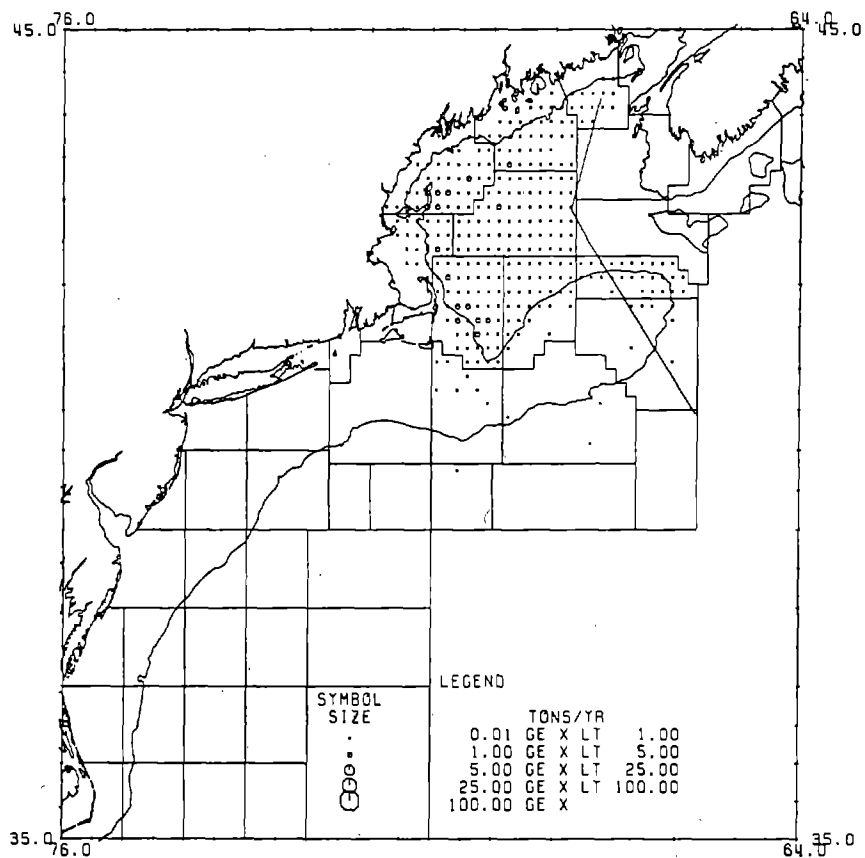 76.0 64.0
45.0 45.0
LEGEND
SYMBOL
SIZE
TONS/YR
0.01 GE X LT 1.00
1.00 GE X LT 5.00
5.00 GE X LT 25.00
25.00 GE X LT 100.00
100.00 GE X
35.0 35.0
76.0 64.0